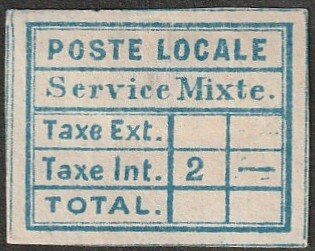 POSTE LOCALE
Service Mixte.
Taxe Ext.
Taxe Int. 2 —
TOTAL.